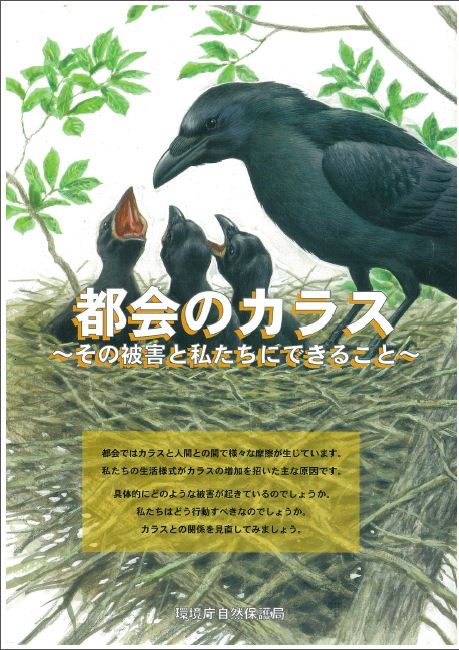 都会のカラス
～その被害と私たちにできること～
都会ではカラスと人間との間で様々な摩擦が生じています。
私たちの生活様式がカラスの増加を招いた主な原因です。
具体的にどのような被害が起きているのでしょうか。
私たちはどう行動すべきなのでしょうか。
カラスとの関係を見直してみましょう。
環境庁自然保護局